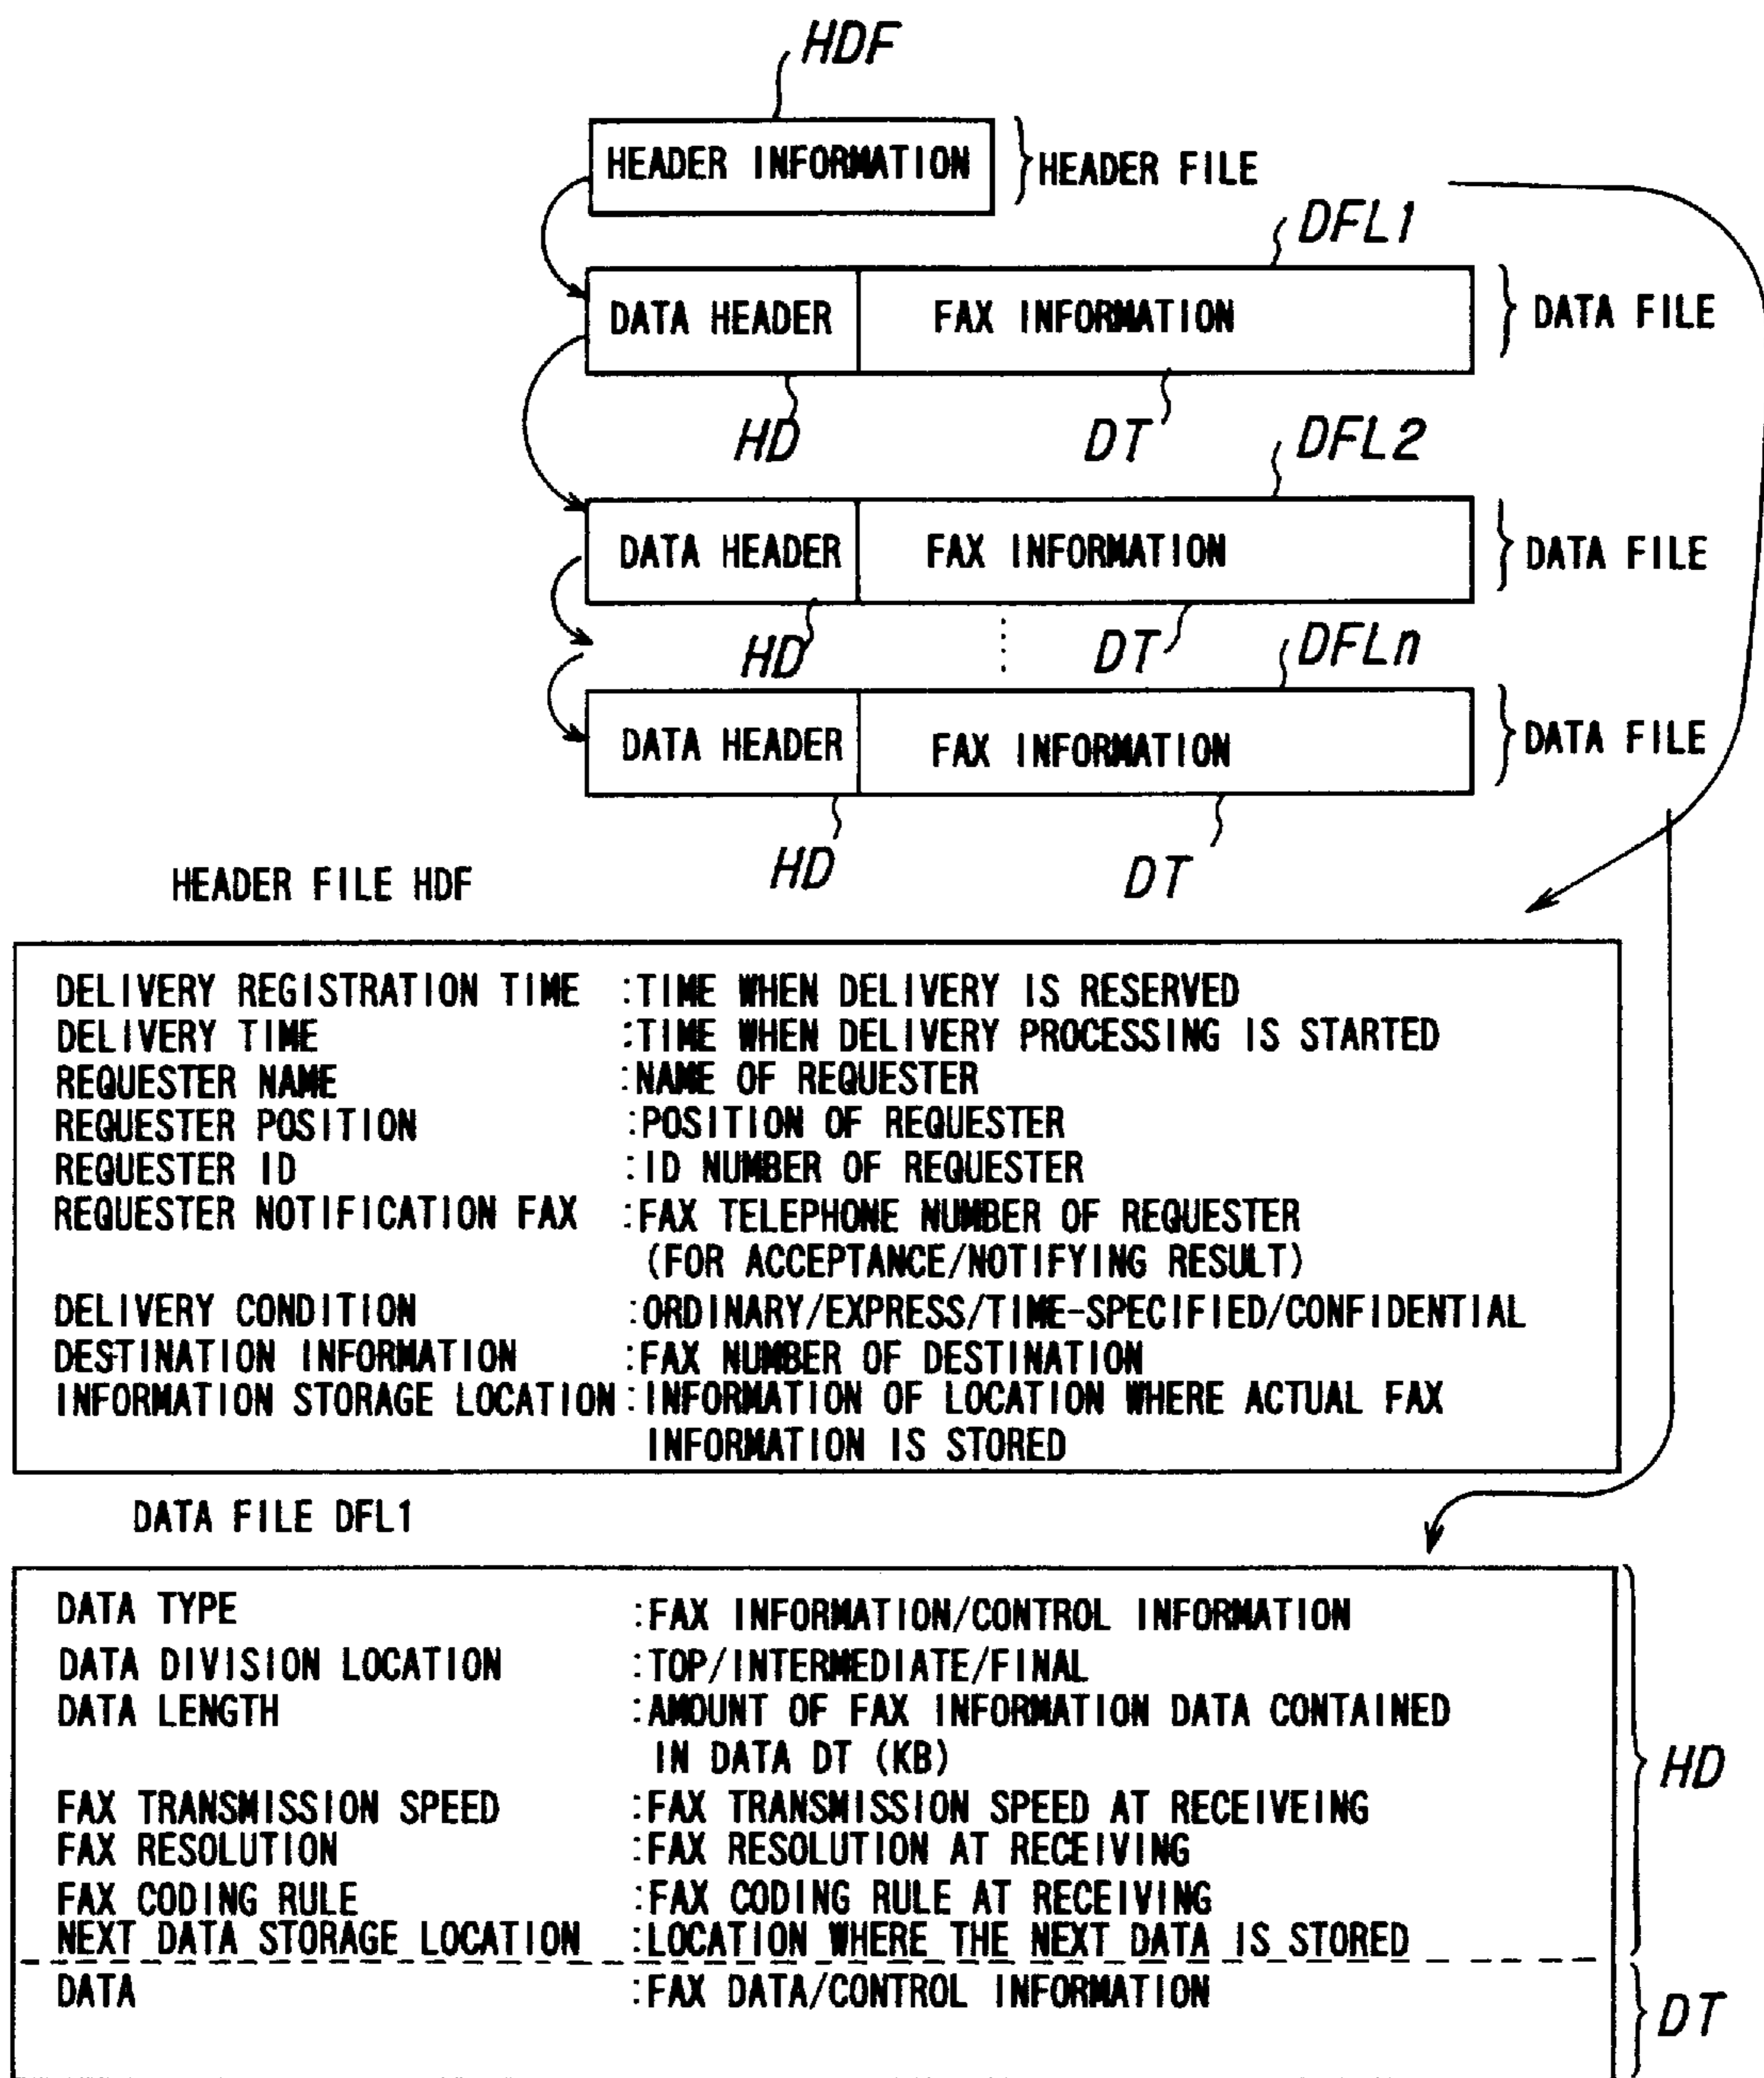 HDF
HEADER INFORMATION } HEADER FILE
DFL1
DATA HEADER FAX INFORMATION } DATA FILE
HD DT
DFL2
DATA HEADER FAX INFORMATION } DATA FILE
HD DT
DFLn
DATA HEADER FAX INFORMATION } DATA FILE
HD DT
HEADER FILE HDF
DELIVERY REGISTRATION TIME :TIME WHEN DELIVERY IS RESERVED
DELIVERY TIME :TIME WHEN DELIVERY PROCESSING IS STARTED
REQUESTER NAME :NAME OF REQUESTER
REQUESTER POSITION :POSITION OF REQUESTER
REQUESTER ID :ID NUMBER OF REQUESTER
REQUESTER NOTIFICATION FAX :FAX TELEPHONE NUMBER OF REQUESTER
(FOR ACCEPTANCE/NOTIFYING RESULT)
DELIVERY CONDITION :ORDINARY/EXPRESS/TIME-SPECIFIED/CONFIDENTIAL
DESTINATION INFORMATION :FAX NUMBER OF DESTINATION
INFORMATION STORAGE LOCATION :INFORMATION OF LOCATION WHERE ACTUAL FAX
INFORMATION IS STORED
DATA FILE DFL1
DATA TYPE :FAX INFORMATION/CONTROL INFORMATION
DATA DIVISION LOCATION :TOP/INTERMEDIATE/FINAL
DATA LENGTH :AMOUNT OF FAX INFORMATION DATA CONTAINED
IN DATA DT (KB)
HD
FAX TRANSMISSION SPEED :FAX TRANSMISSION SPEED AT RECEIVEING
FAX RESOLUTION :FAX RESOLUTION AT RECEIVING
FAX CODING RULE :FAX CODING RULE AT RECEIVING
NEXT DATA STORAGE LOCATION :LOCATION WHERE THE NEXT DATA IS STORED
DATA :FAX DATA/CONTROL INFORMATION
DT